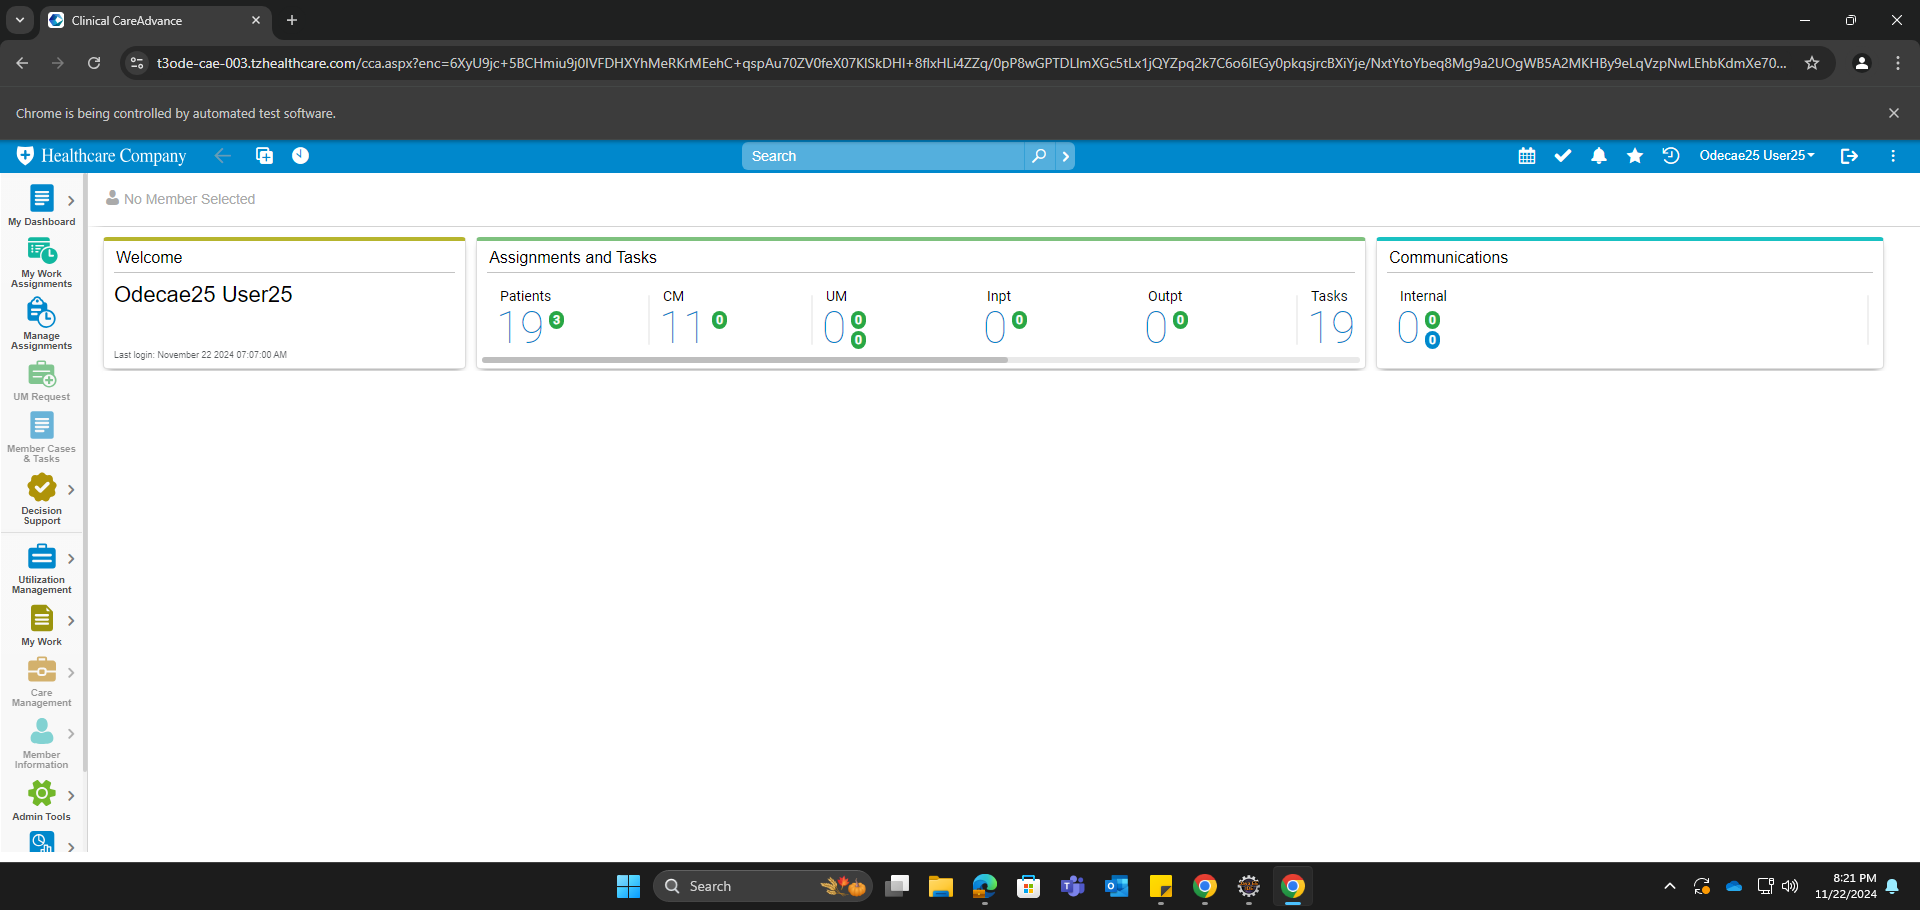 Clinical CareAdvance
t3ode-cae-003.tzhealthcare.com/cca.aspx?enc=6XyU9jc+5BCHmiu9j0IVFDHXYhMeRKrMEehC+qspAu70ZV0feX07KlSkDHI+8flxHLi4ZZq/0pP8wGPTDLlmXGc5tLx1jQYZpq2k7C6o6lEGy0pkqsjrcBXiYje/NxtYtoYbeq8Mg9a2UOgWB5A2MKHBy9eLqVzpNwLEhbKdmXe70...
Chrome is being controlled by automated test software.
Healthcare Company
Search
Odecae25 User25
No Member Selected
My Dashboard
My Work
Assignments
Manage
Assignments
UM Request
Member Cases
& Tasks
Decision
Support
Utilization
Management
My Work
Care
Management
Member
Information
Admin Tools
Welcome
Odecae25 User25
Last login: November 22 2024 07:07:00 AM
Assignments and Tasks
Patients CM UM Inpt Outpt Tasks
19 3 11 0 0 0 0 0 0 0 0 19
Communications
Internal
0 0 0
Search
8:21 PM
11/22/2024